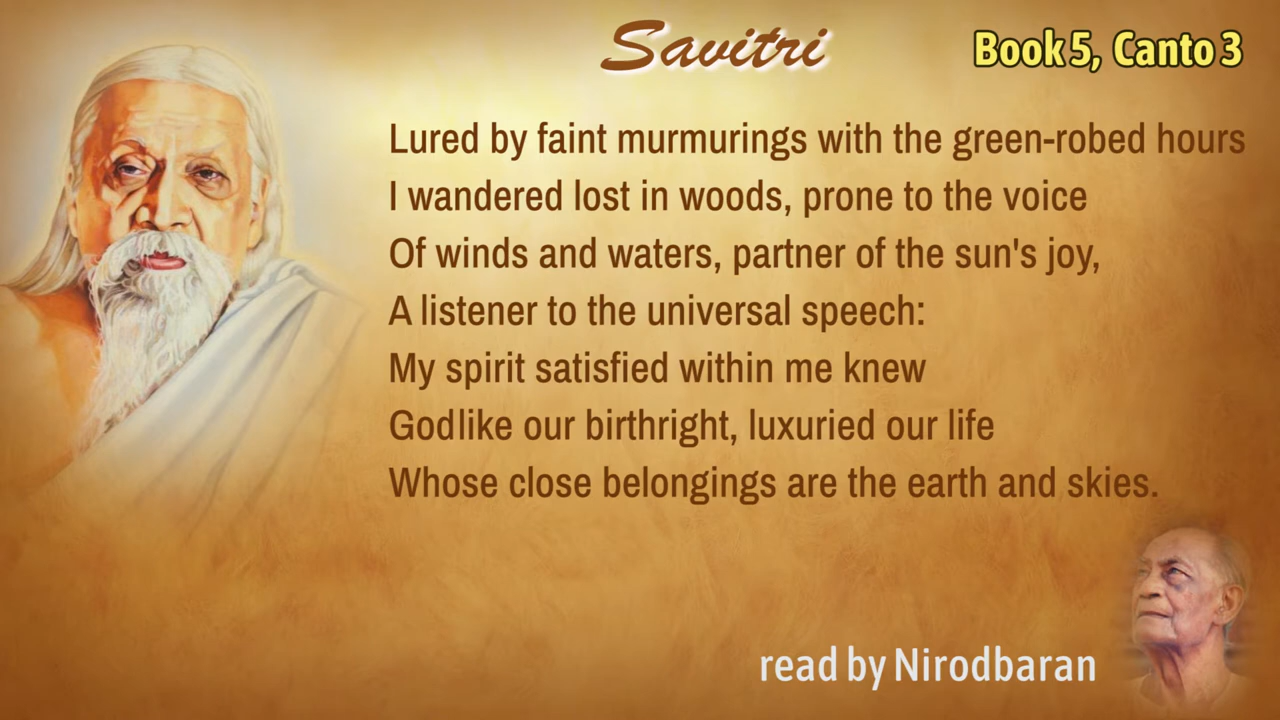 Savitri
Book 5, Canto 3
Lured by faint murmurings with the green-robed hours
I wandered lost in woods, prone to the voice
Of winds and waters, partner of the sun's joy,
A listener to the universal speech:
My spirit satisfied within me knew
Godlike our birthright, luxuried our life
Whose close belongings are the earth and skies.
read by Nirodbaran